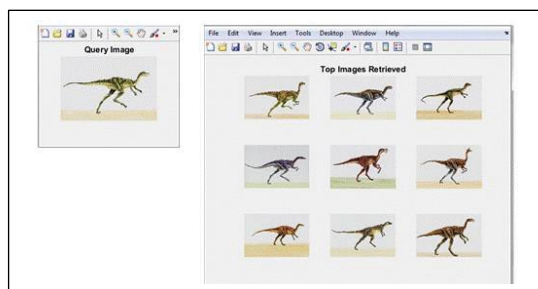 Query Image
File Edit View Insert Tools Desktop Window Help
Top Images Retrieved